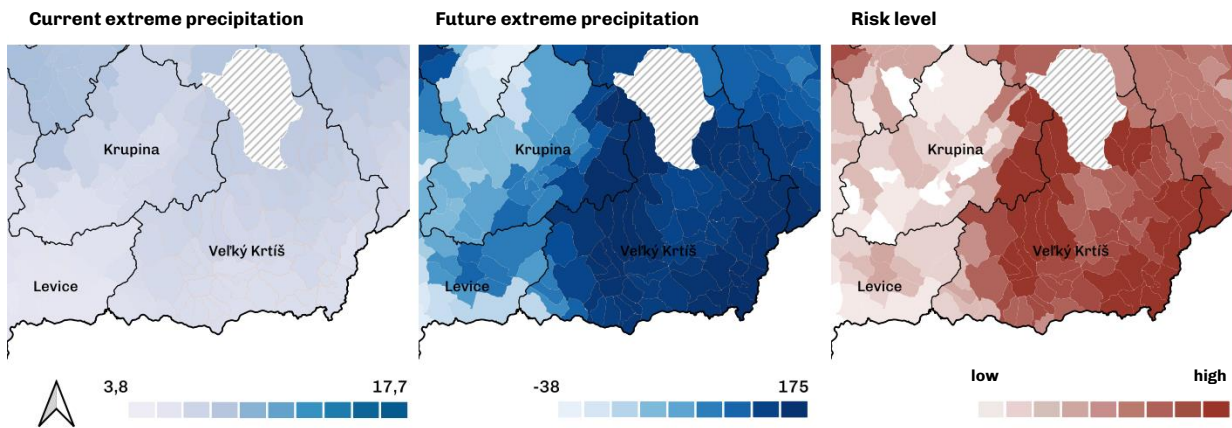 Current extreme precipitation
Future extreme precipitation
Risk level
Krupina
Veľký Krtíš
Levice
Krupina
Veľký Krtíš
Levice
Krupina
Veľký Krtíš
Levice
3,8
17,7
-38
175
low
high